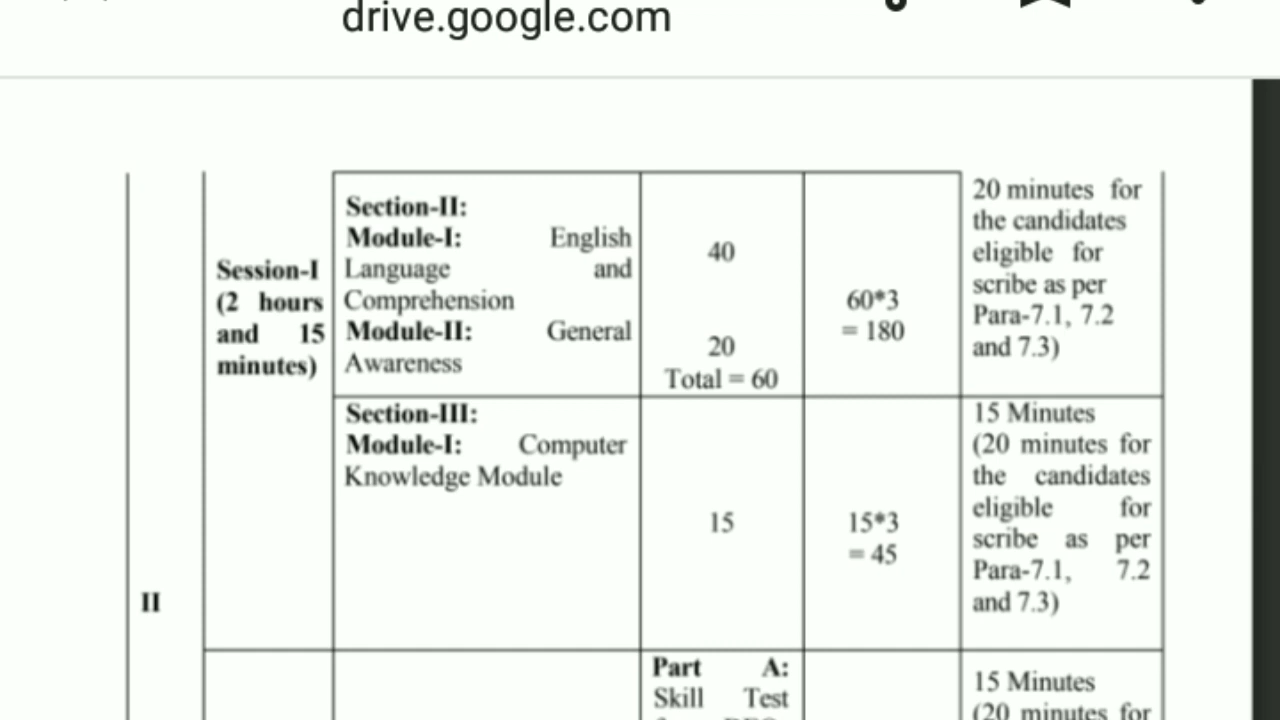 drive.google.com
Session-I
(2 hours
and 15
minutes)
Section-II:
Module-I: English
Language and
Comprehension
Module-II: General
Awareness
40
20
Total = 60
60*3
= 180
20 minutes for
the candidates
eligible for
scribe as per
Para-7.1, 7.2
and 7.3)
Section-III:
Module-I: Computer
Knowledge Module
15
15*3
= 45
15 Minutes
(20 minutes for
the candidates
eligible for
scribe as per
Para-7.1, 7.2
and 7.3)
II
Part A:
Skill Test
15 Minutes
(20 minutes for